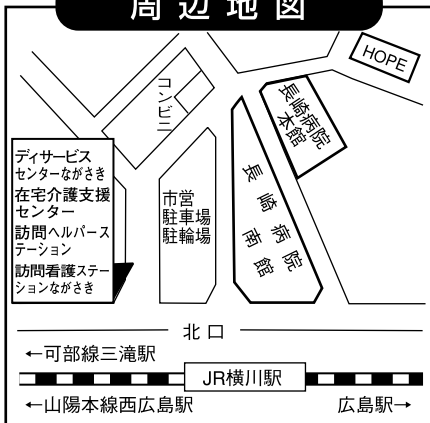 周辺地図
HOPE
コンビニ
長崎病院
本館
長崎病院
南館
デイサービス
センターながさき
在宅介護支援
センター
訪問ヘルパース
テーション
訪問看護ステー
ションながさき
市営
駐車場
駐輪場
北口
←可部線三滝駅
JR横川駅
←山陽本線西広島駅
広島駅→